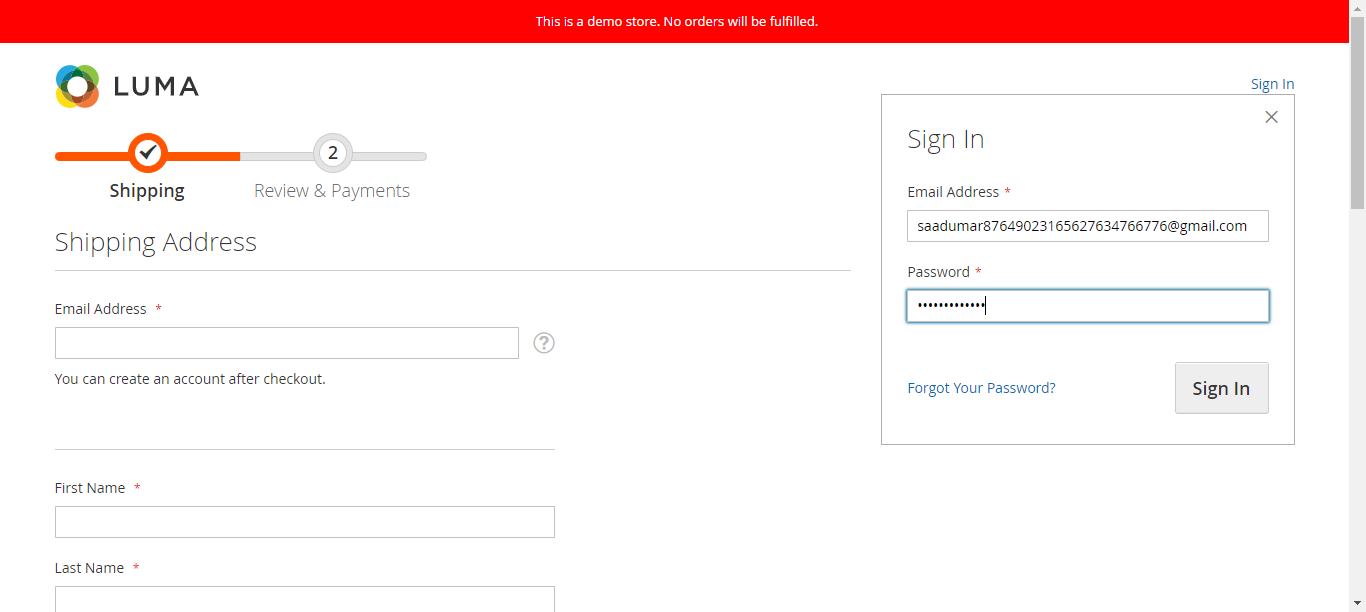 This is a demo store. No orders will be fulfilled.
LUMA
Sign In
2
Shipping
Review & Payments
Shipping Address
Email Address *
?
You can create an account after checkout.
First Name *
Last Name *
Sign In
Email Address *
saadumar87649023165627634766776@gmail.com
Password *
•••••••••••••
Forgot Your Password?
Sign In